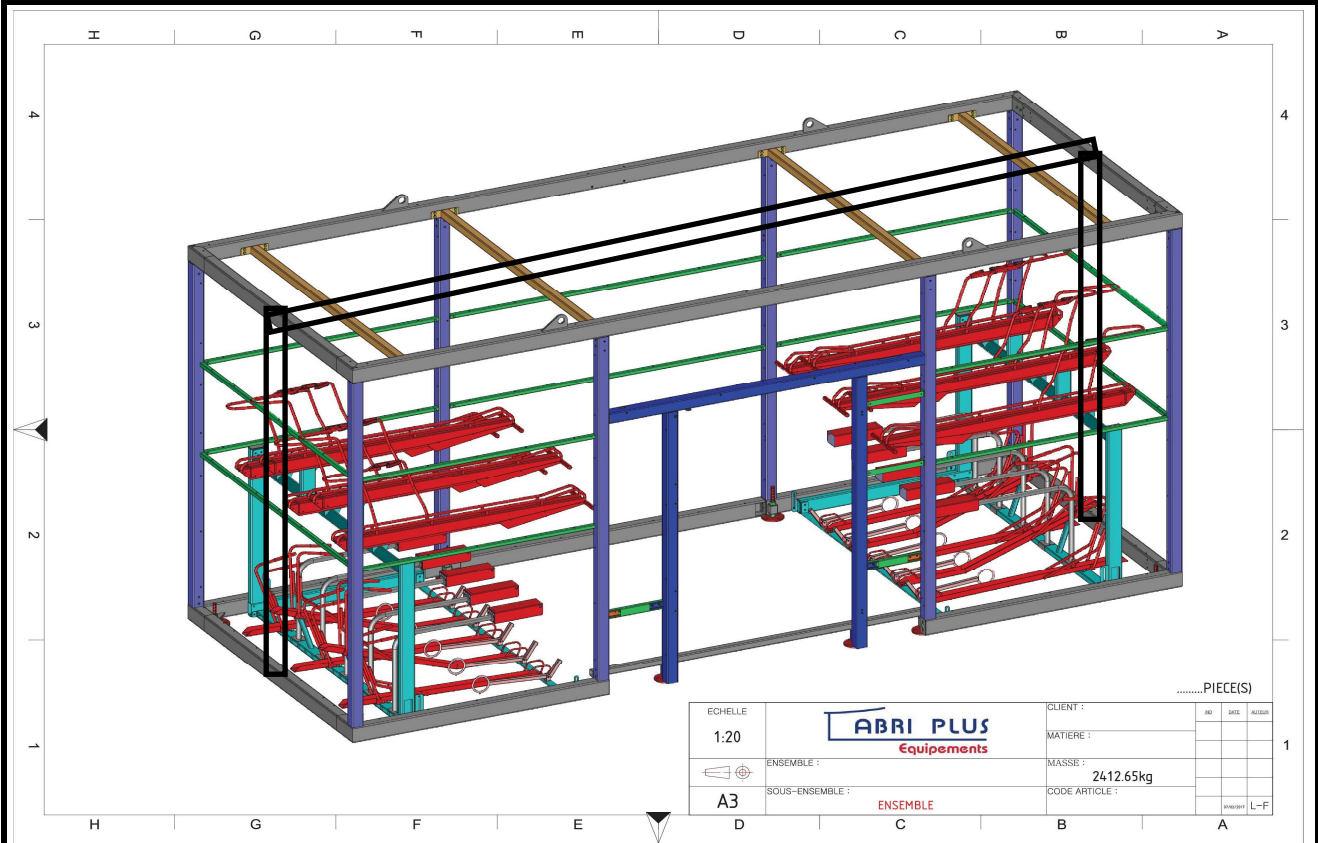 H G F E D C B A
4 4
3 3
2 2
1 1
.........PIECE(S)
ECHELLE
1:20
ABRI PLUS
Equipements
CLIENT :
MATIERE :
IND DATE AUTEUR
ENSEMBLE :
MASSE :
2412.65kg
A3
SOUS-ENSEMBLE :
ENSEMBLE
CODE ARTICLE :
L-F
H G F E D C B A